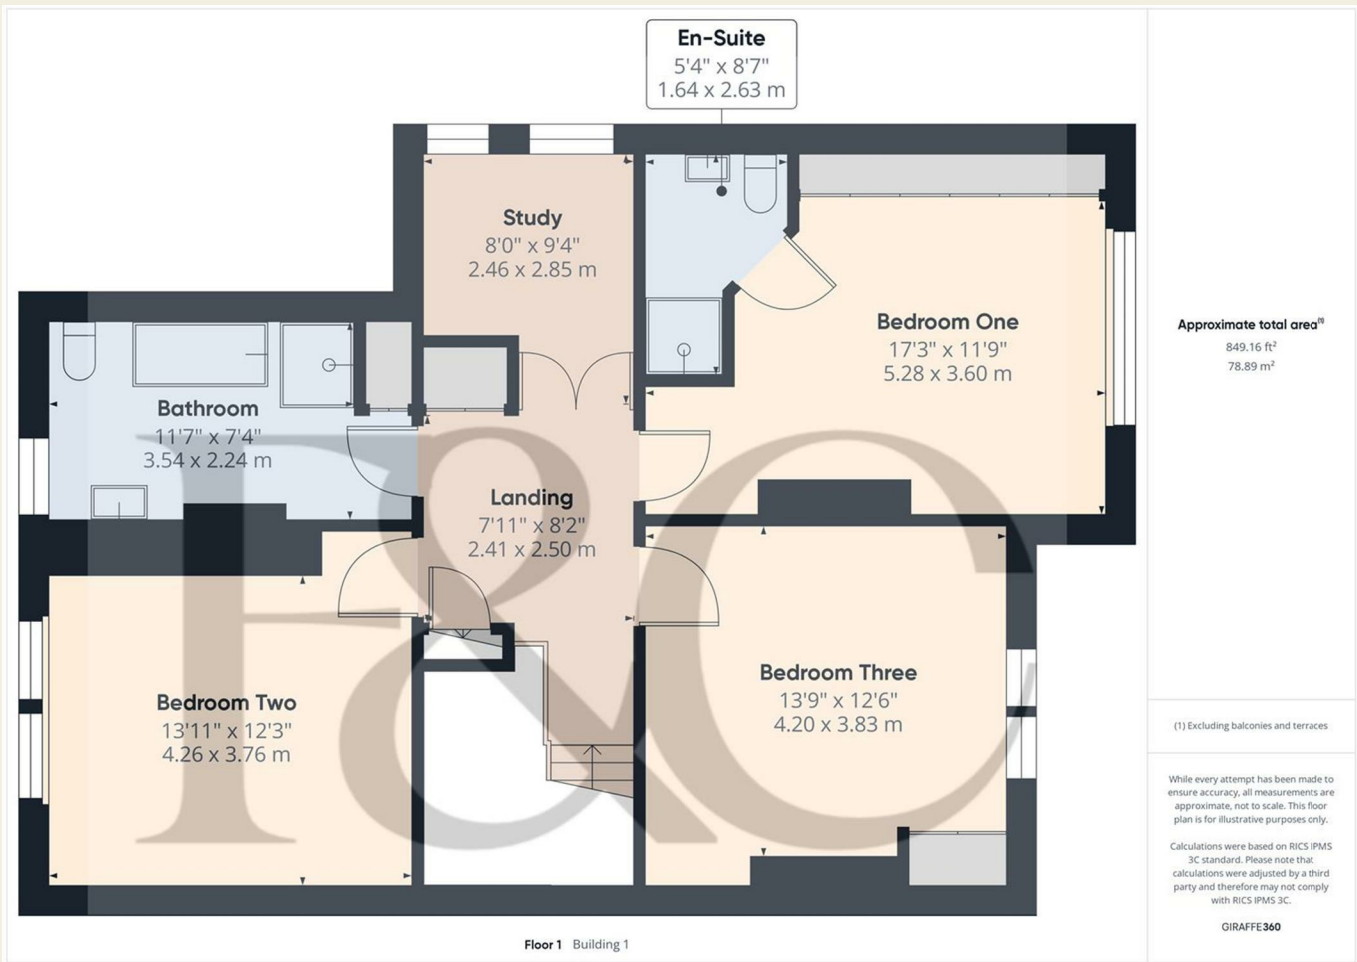 En-Suite
5'4" x 8'7"
1.64 x 2.63 m
Study
8'0" x 9'4"
2.46 x 2.85 m
Bedroom One
17'3" x 11'9"
5.28 x 3.60 m
Bathroom
11'7" x 7'4"
3.54 x 2.24 m
Landing
7'11" x 8'2"
2.41 x 2.50 m
Bedroom Two
13'11" x 12'3"
4.26 x 3.76 m
Bedroom Three
13'9" x 12'6"
4.20 x 3.83 m
F&C
Floor 1 Building 1
Approximate total area(1)
849.16 ft²
78.89 m²
(1) Excluding balconies and terraces
While every attempt has been made to
ensure accuracy, all measurements are
approximate, not to scale. This floor
plan is for illustrative purposes only.
Calculations were based on RICS IPMS
3C standard. Please note that
calculations were adjusted by a third
party and therefore may not comply
with RICS IPMS 3C.
GIRAFFE360